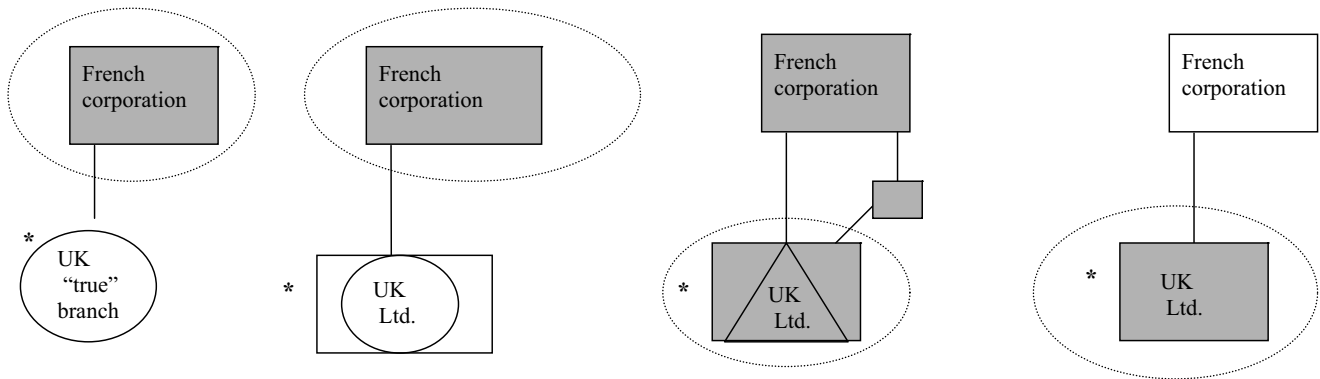 French
corporation
French
corporation
French
corporation
French
corporation
*
UK
“true”
branch
*
UK
Ltd.
*
UK
Ltd.
*
UK
Ltd.